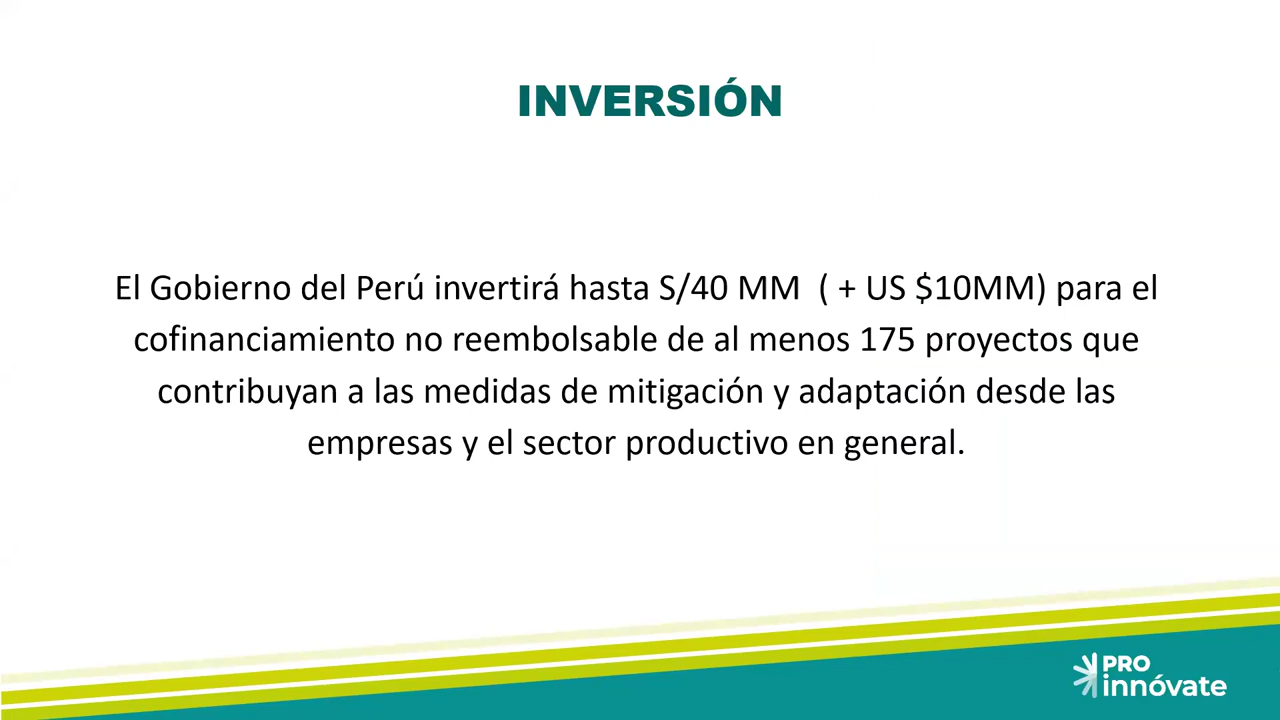 INVERSIÓN
El Gobierno del Perú invertirá hasta S/40 MM ( + US $10MM) para el
cofinanciamiento no reembolsable de al menos 175 proyectos que
contribuyan a las medidas de mitigación y adaptación desde las
empresas y el sector productivo en general.
PRO
innóvate